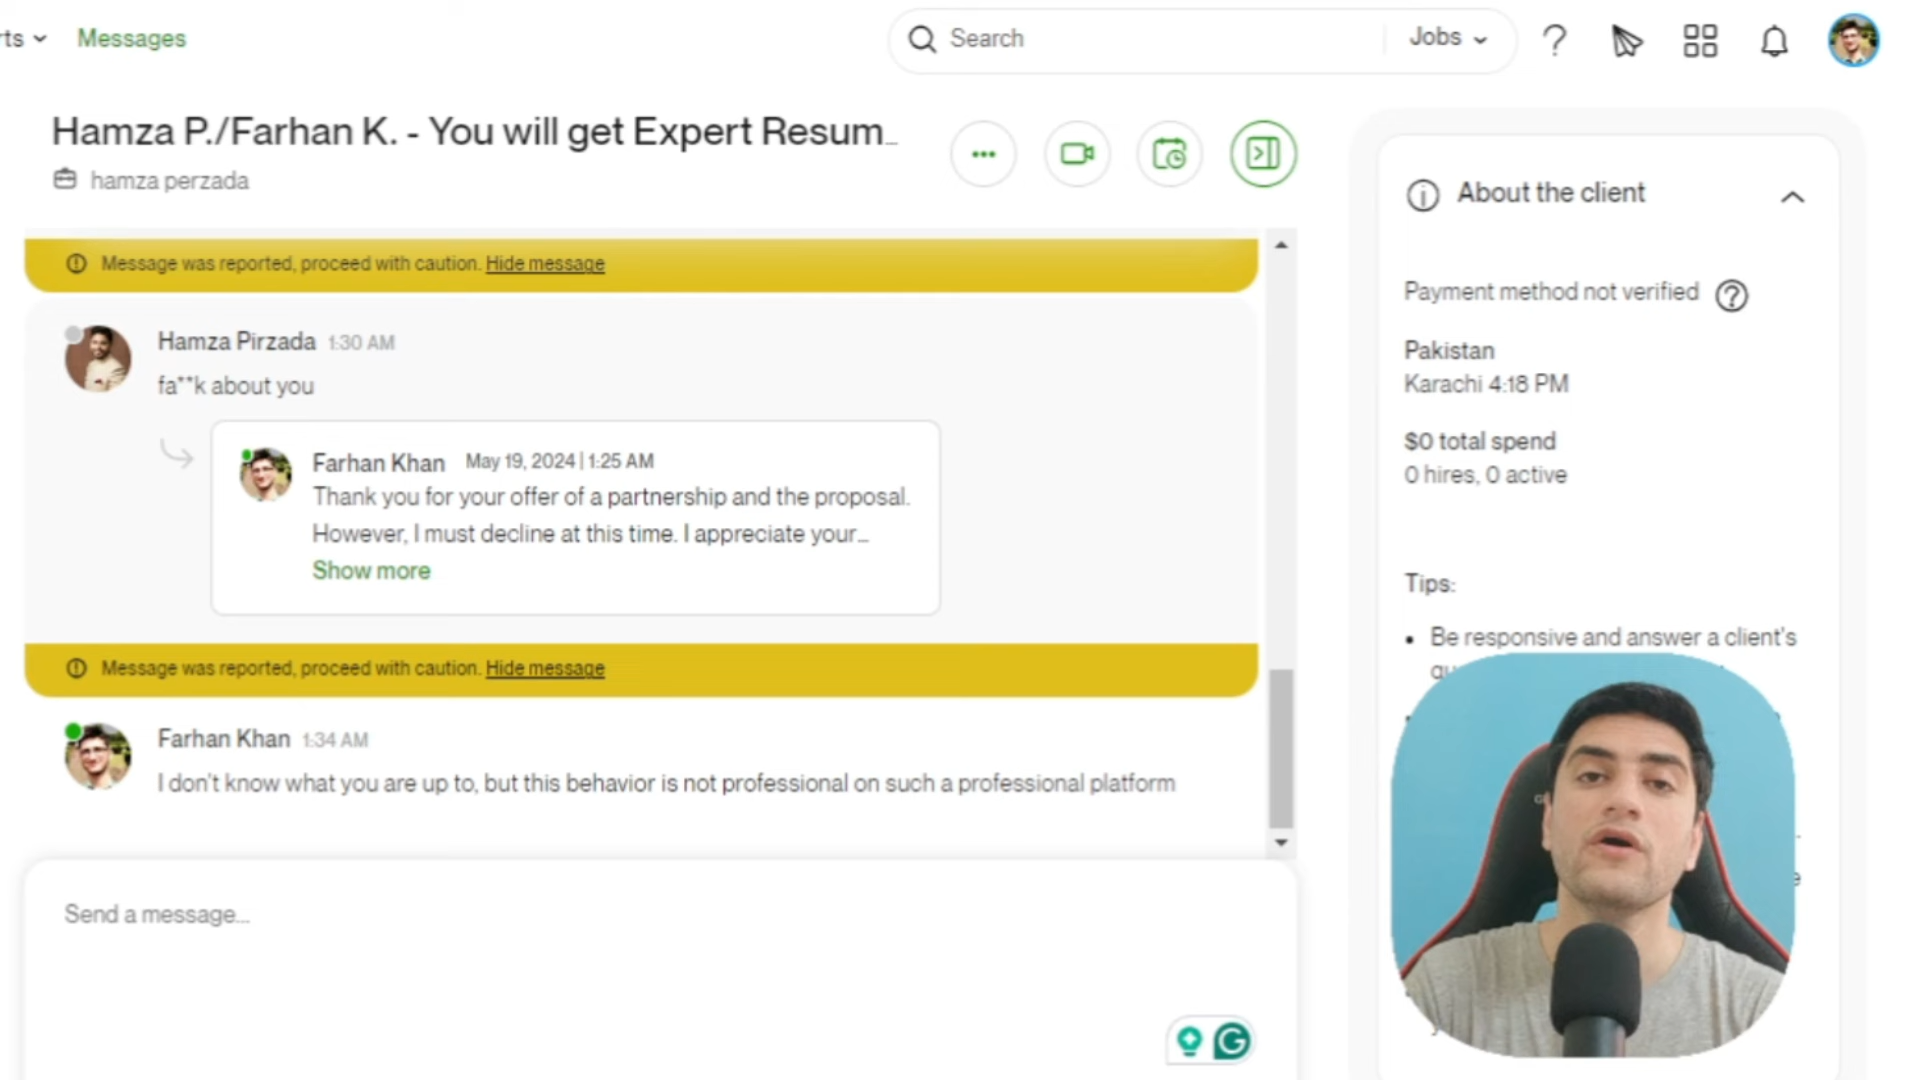 rts
Messages
Search
Jobs
Hamza P./Farhan K. - You will get Expert Resum...
hamza perzada
Message was reported, proceed with caution. Hide message
Hamza Pirzada 1:30 AM
fa**k about you
Farhan Khan May 19, 2024 | 1:25 AM
Thank you for your offer of a partnership and the proposal.
However, I must decline at this time. I appreciate your...
Show more
Message was reported, proceed with caution. Hide message
Farhan Khan 1:34 AM
I don't know what you are up to, but this behavior is not professional on such a professional platform
Send a message...
About the client
Payment method not verified
Pakistan
Karachi 4:18 PM
$0 total spend
0 hires, 0 active
Tips:
• Be responsive and answer a client's